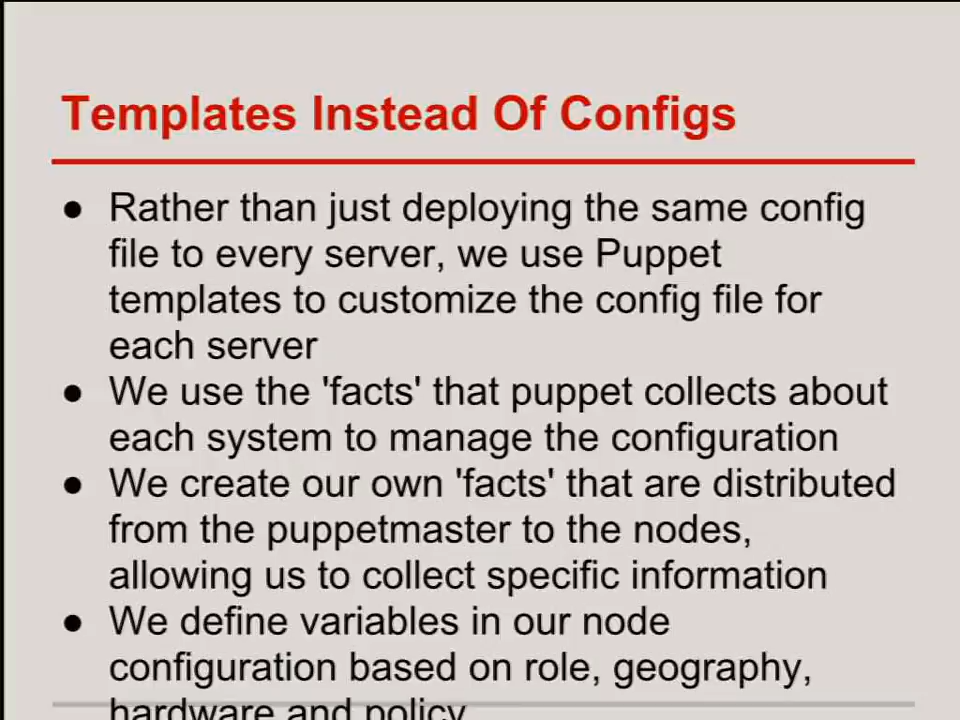 Templates Instead Of Configs
● Rather than just deploying the same config
file to every server, we use Puppet
templates to customize the config file for
each server
● We use the 'facts' that puppet collects about
each system to manage the configuration
● We create our own 'facts' that are distributed
from the puppetmaster to the nodes,
allowing us to collect specific information
● We define variables in our node
configuration based on role, geography,
hardware and policy